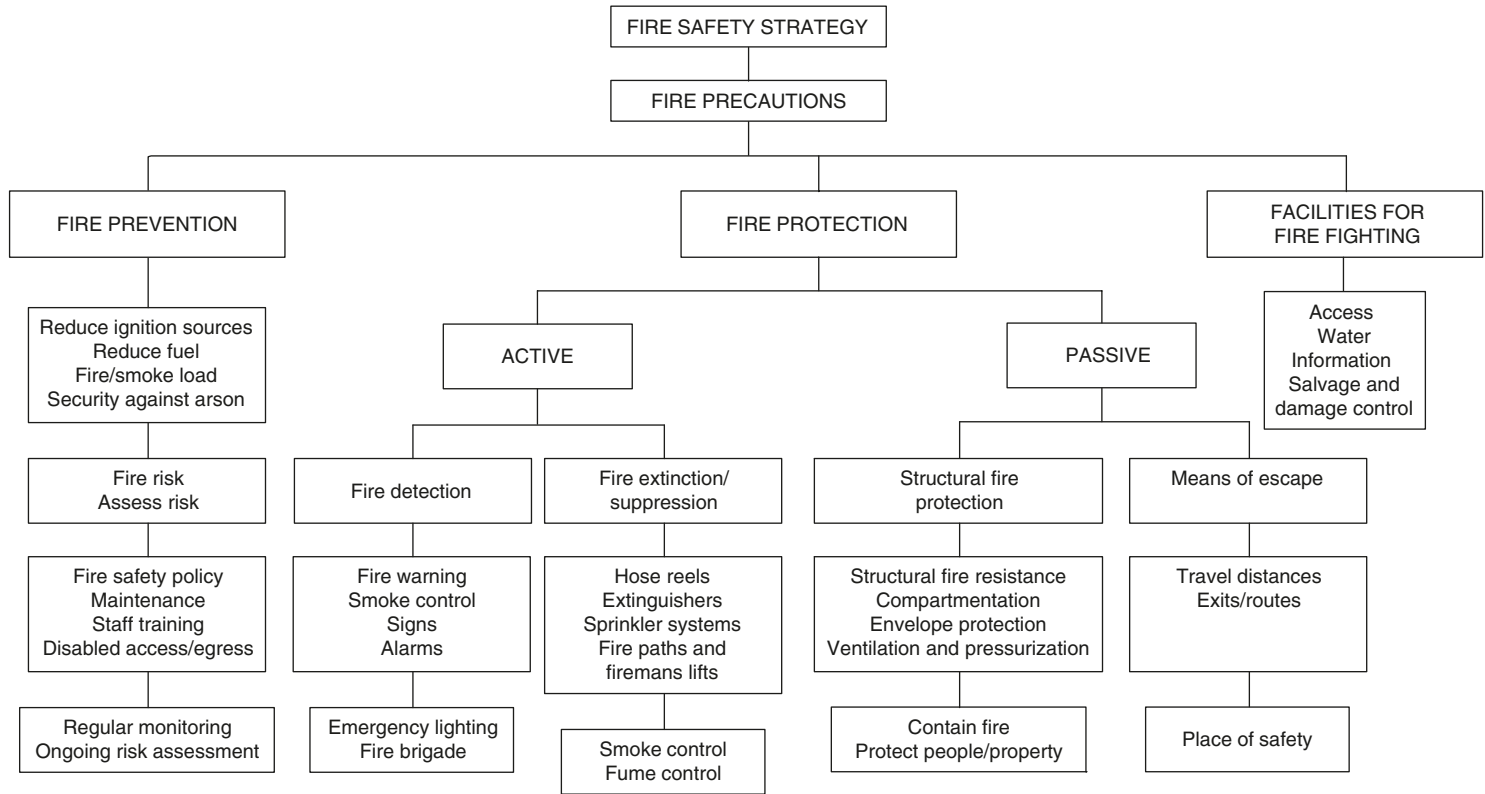 FIRE SAFETY STRATEGY
FIRE PRECAUTIONS
FIRE PREVENTION
FIRE PROTECTION
FACILITIES FOR
FIRE FIGHTING
Reduce ignition sources
Reduce fuel
Fire/smoke load
Security against arson
ACTIVE
PASSIVE
Access
Water
Information
Salvage and
damage control
Fire risk
Assess risk
Fire detection
Fire extinction/
suppression
Structural fire
protection
Means of escape
Fire safety policy
Maintenance
Staff training
Disabled access/egress
Fire warning
Smoke control
Signs
Alarms
Hose reels
Extinguishers
Sprinkler systems
Fire paths and
firemans lifts
Structural fire resistance
Compartmentation
Envelope protection
Ventilation and pressurization
Travel distances
Exits/routes
Regular monitoring
Ongoing risk assessment
Emergency lighting
Fire brigade
Smoke control
Fume control
Contain fire
Protect people/property
Place of safety